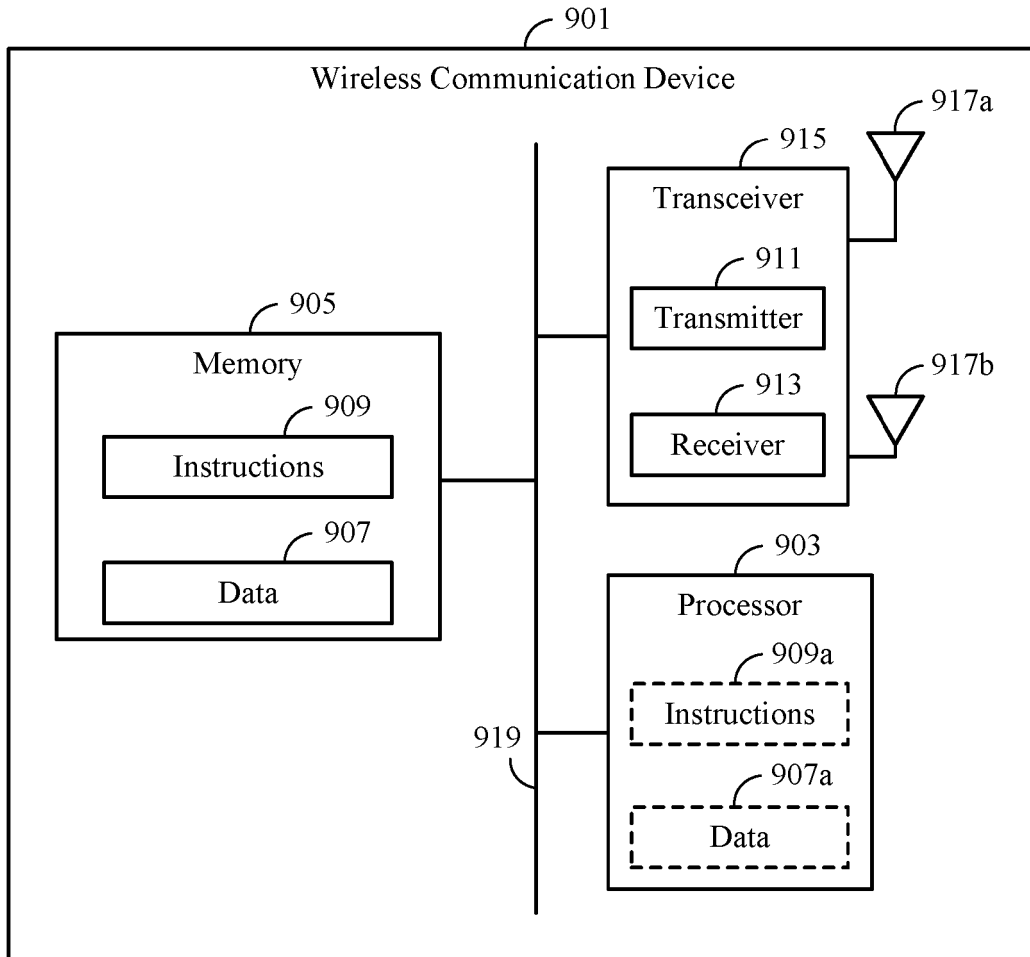 901
Wireless Communication Device
917a
915
Transceiver
911
Transmitter
905
Memory
917b
913
Receiver
909
Instructions
907
Data
903
Processor
909a
Instructions
919
907a
Data